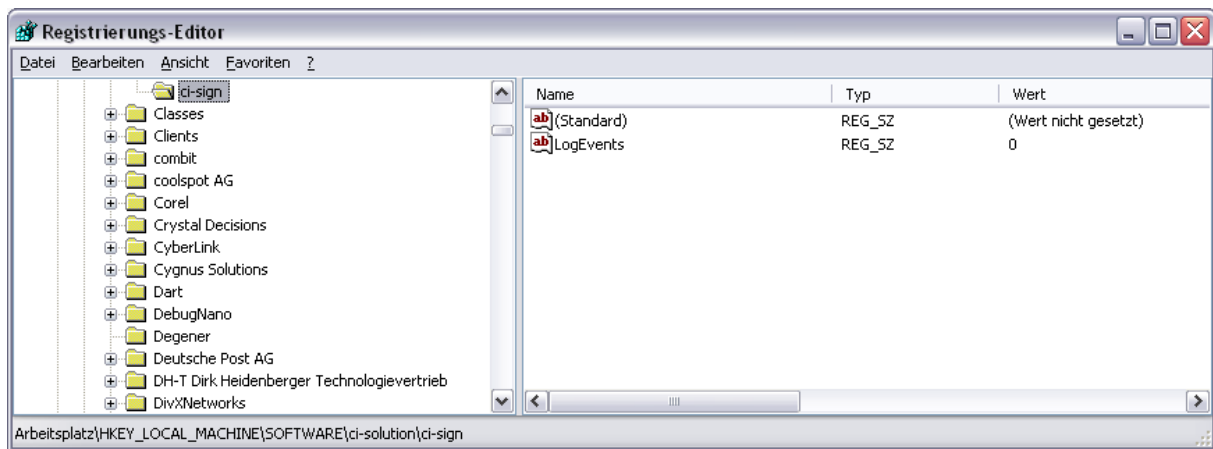 Registrierungs-Editor
Datei Bearbeiten Ansicht Favoriten ?
ci-sign
Classes
Clients
combit
coolspot AG
Corel
Crystal Decisions
CyberLink
Cygnus Solutions
Dart
DebugNano
Degener
Deutsche Post AG
DH-T Dirk Heidenberger Technologievertrieb
DivXNetworks
Name Typ Wert
ab (Standard) REG_SZ (Wert nicht gesetzt)
ab LogEvents REG_SZ 0
Arbeitsplatz\HKEY_LOCAL_MACHINE\SOFTWARE\ci-solution\ci-sign